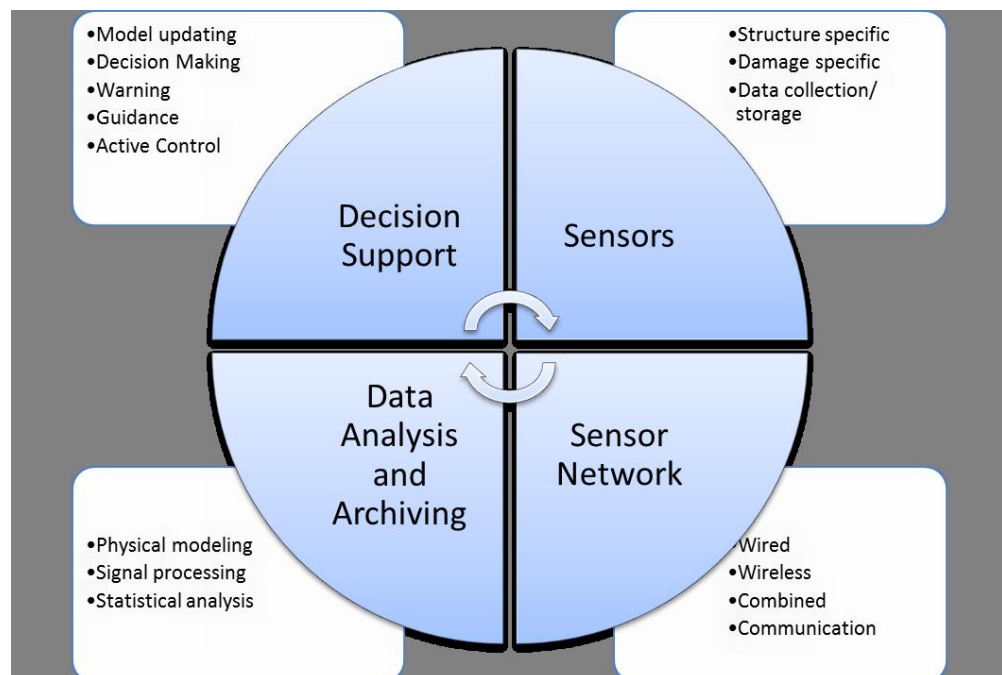 •Model updating
•Decision Making
•Warning
•Guidance
•Active Control
•Structure specific
•Damage specific
•Data collection/
storage
Decision
Support
Sensors
Data
Analysis
and
Archiving
Sensor
Network
•Physical modeling
•Signal processing
•Statistical analysis
•Wired
•Wireless
•Combined
•Communication